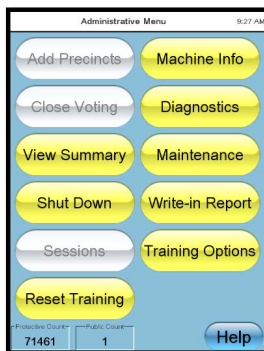 Administrative Menu 9:27 AM
Add Precincts Machine Info
Close Voting Diagnostics
View Summary Maintenance
Shut Down Write-in Report
Sessions Training Options
Reset Training
Protective Count Public Count
71461 1 Help